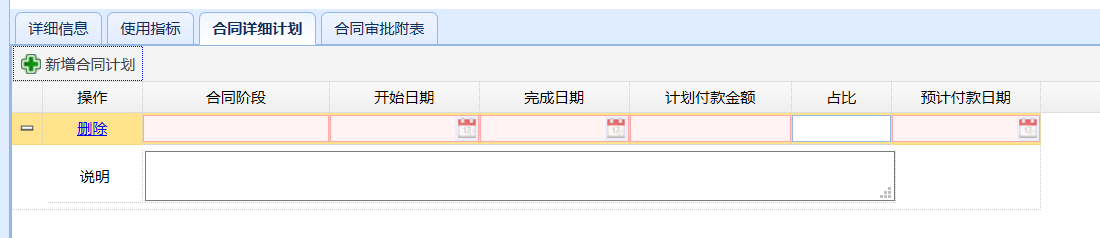 详细信息 使用指标 合同详细计划 合同审批附表
新增合同计划
操作 合同阶段 开始日期 完成日期 计划付款金额 占比 预计付款日期
删除
说明